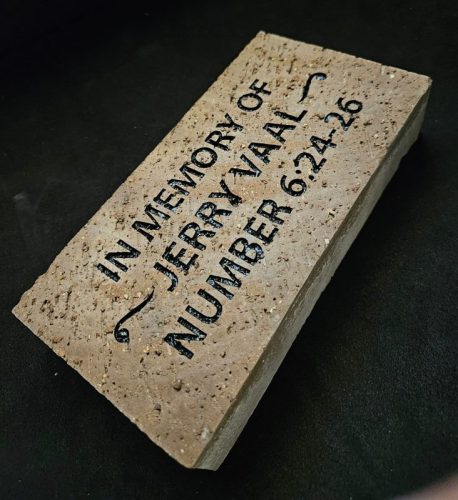 IN MEMORY OF
JERRY VAAL
NUMBER 6:24-26